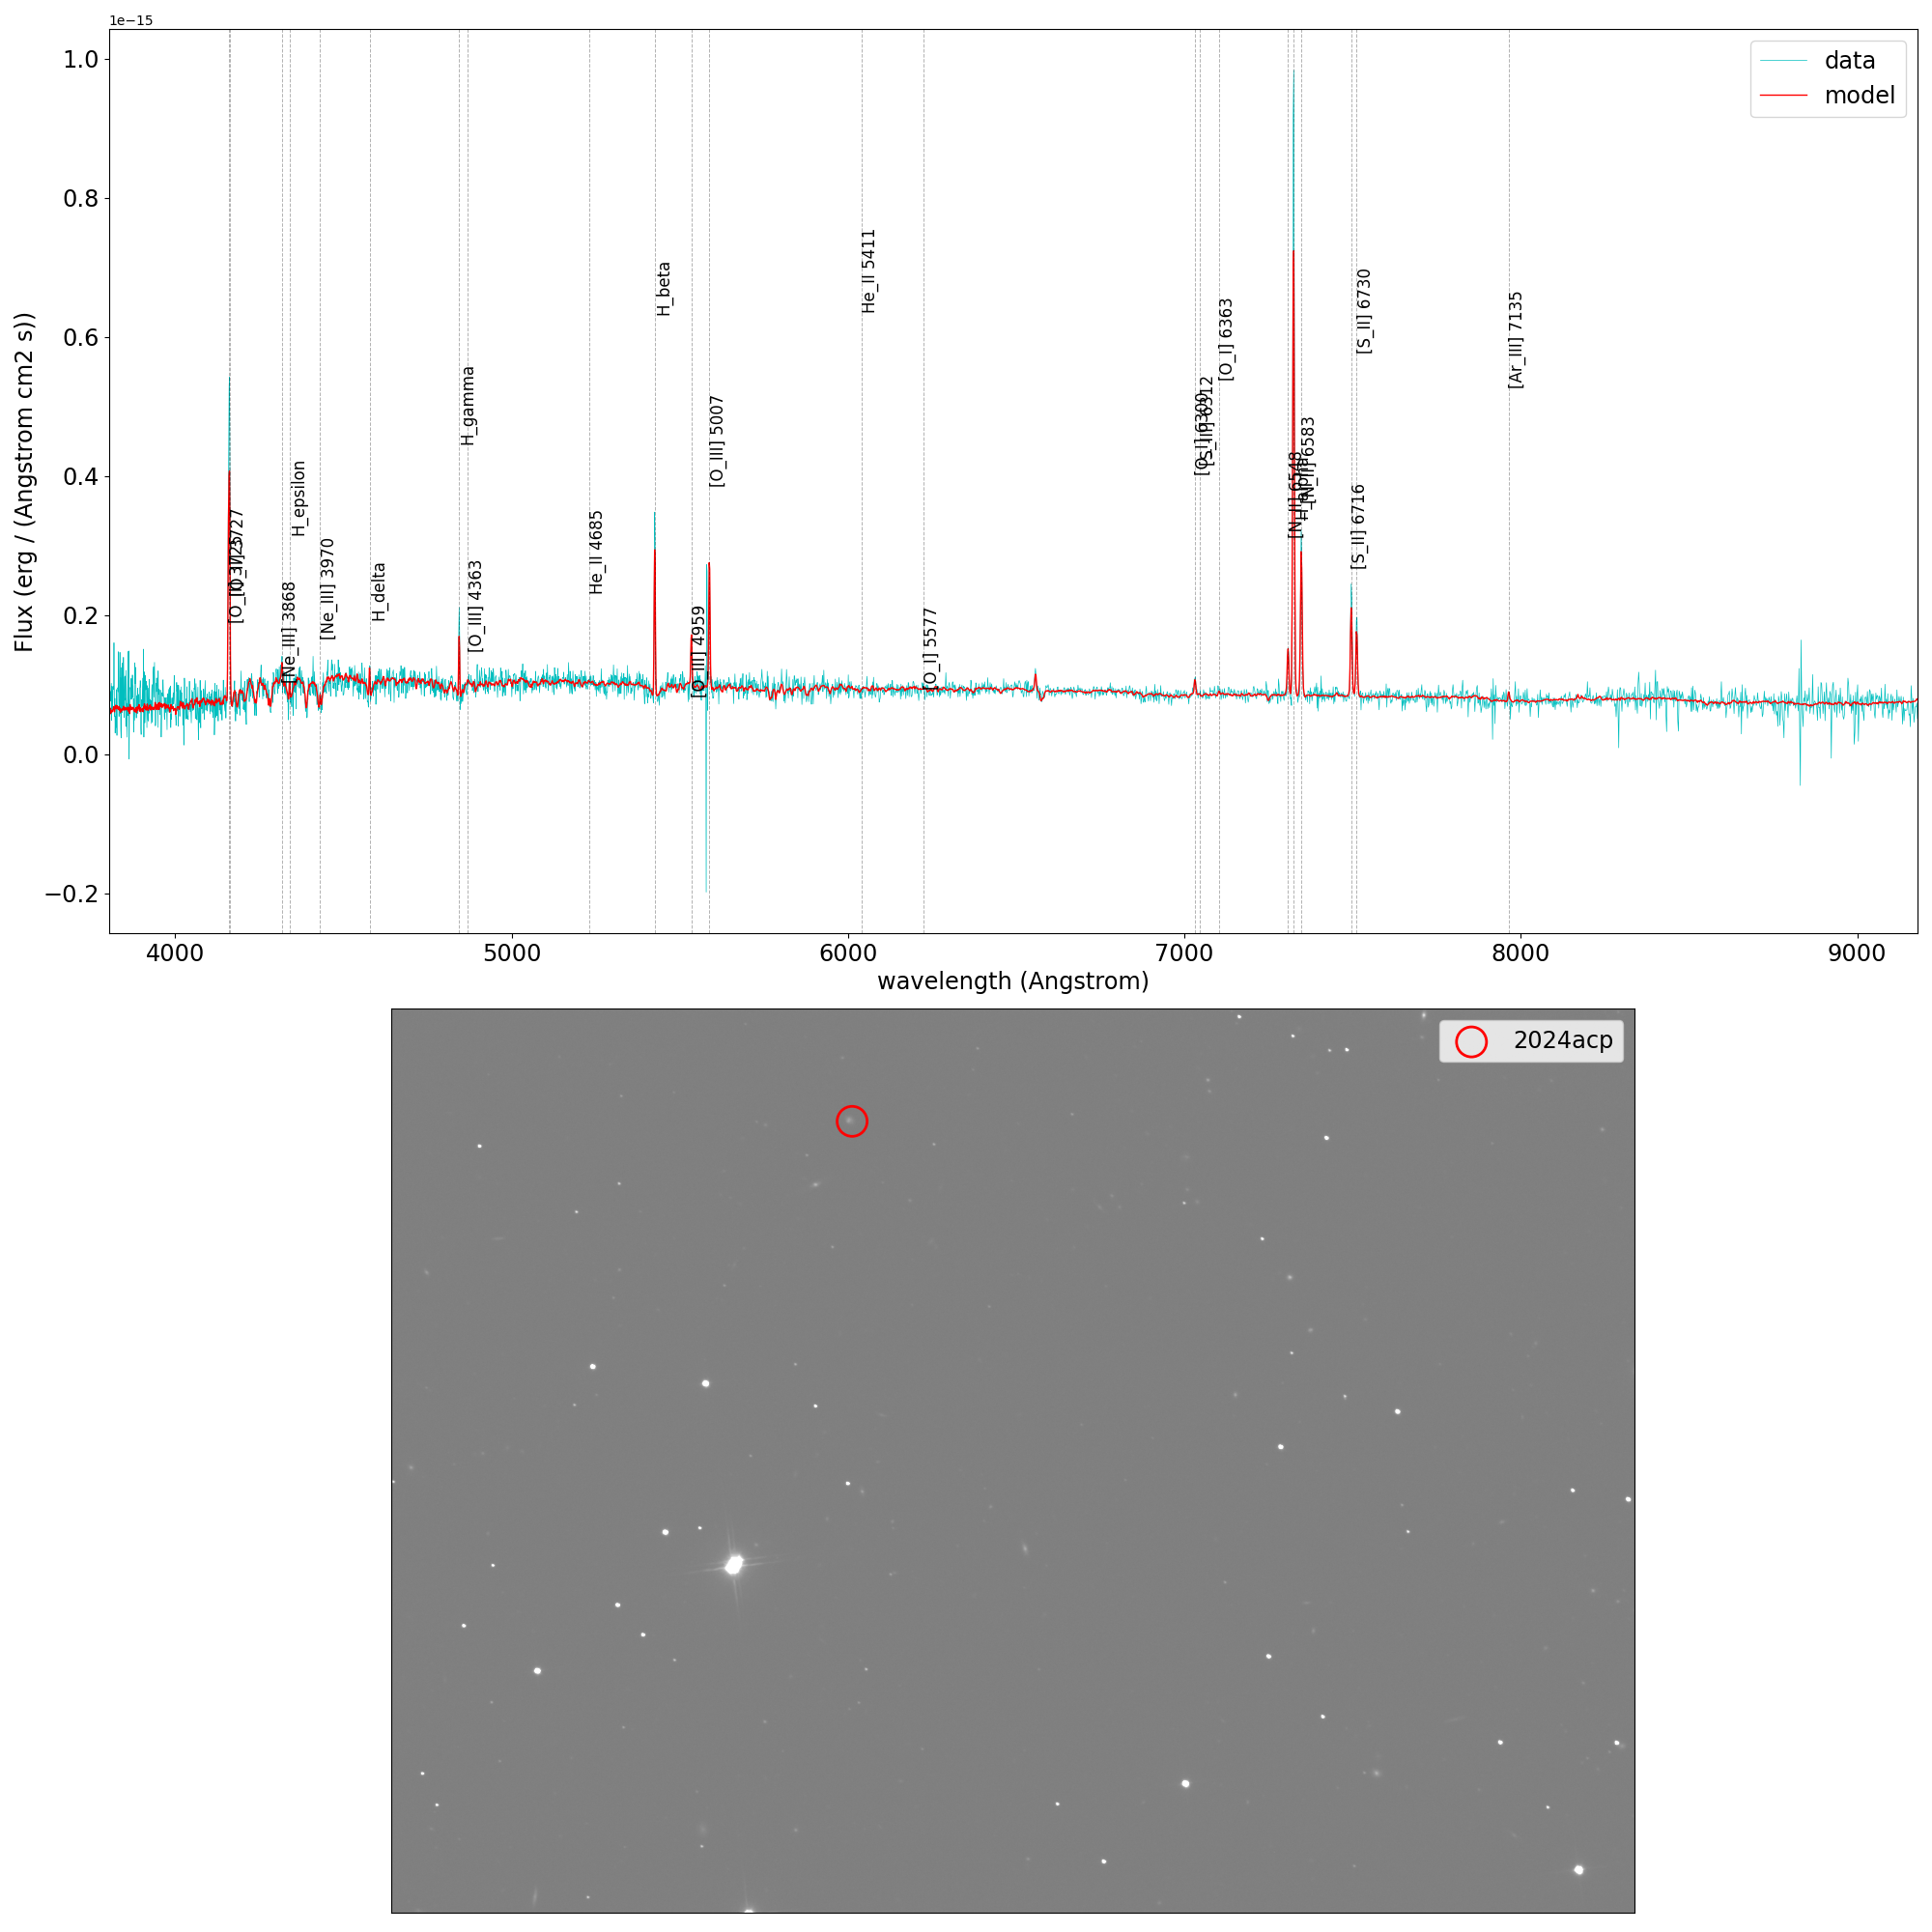 1e−15
1.0
0.8
0.6
0.4
0.2
0.0
−0.2
Flux (erg / (Angstrom cm2 s))
data
model
[Ne_III] 3868
H_epsilon
[Ne_III] 3970
H_delta
H_gamma
[O_III] 4363
He_II 4685
H_beta
[O_III] 4959
[O_III] 5007
He_II 5411
[O_I] 5577
[O_I] 6300
[S_III] 6312
[O_I] 6363
[N_II] 6548
H_alpha
[N_II] 6583
[S_II] 6716
[S_II] 6730
[Ar_III] 7135
4000 5000 6000 7000 8000 9000
wavelength (Angstrom)
2024acp